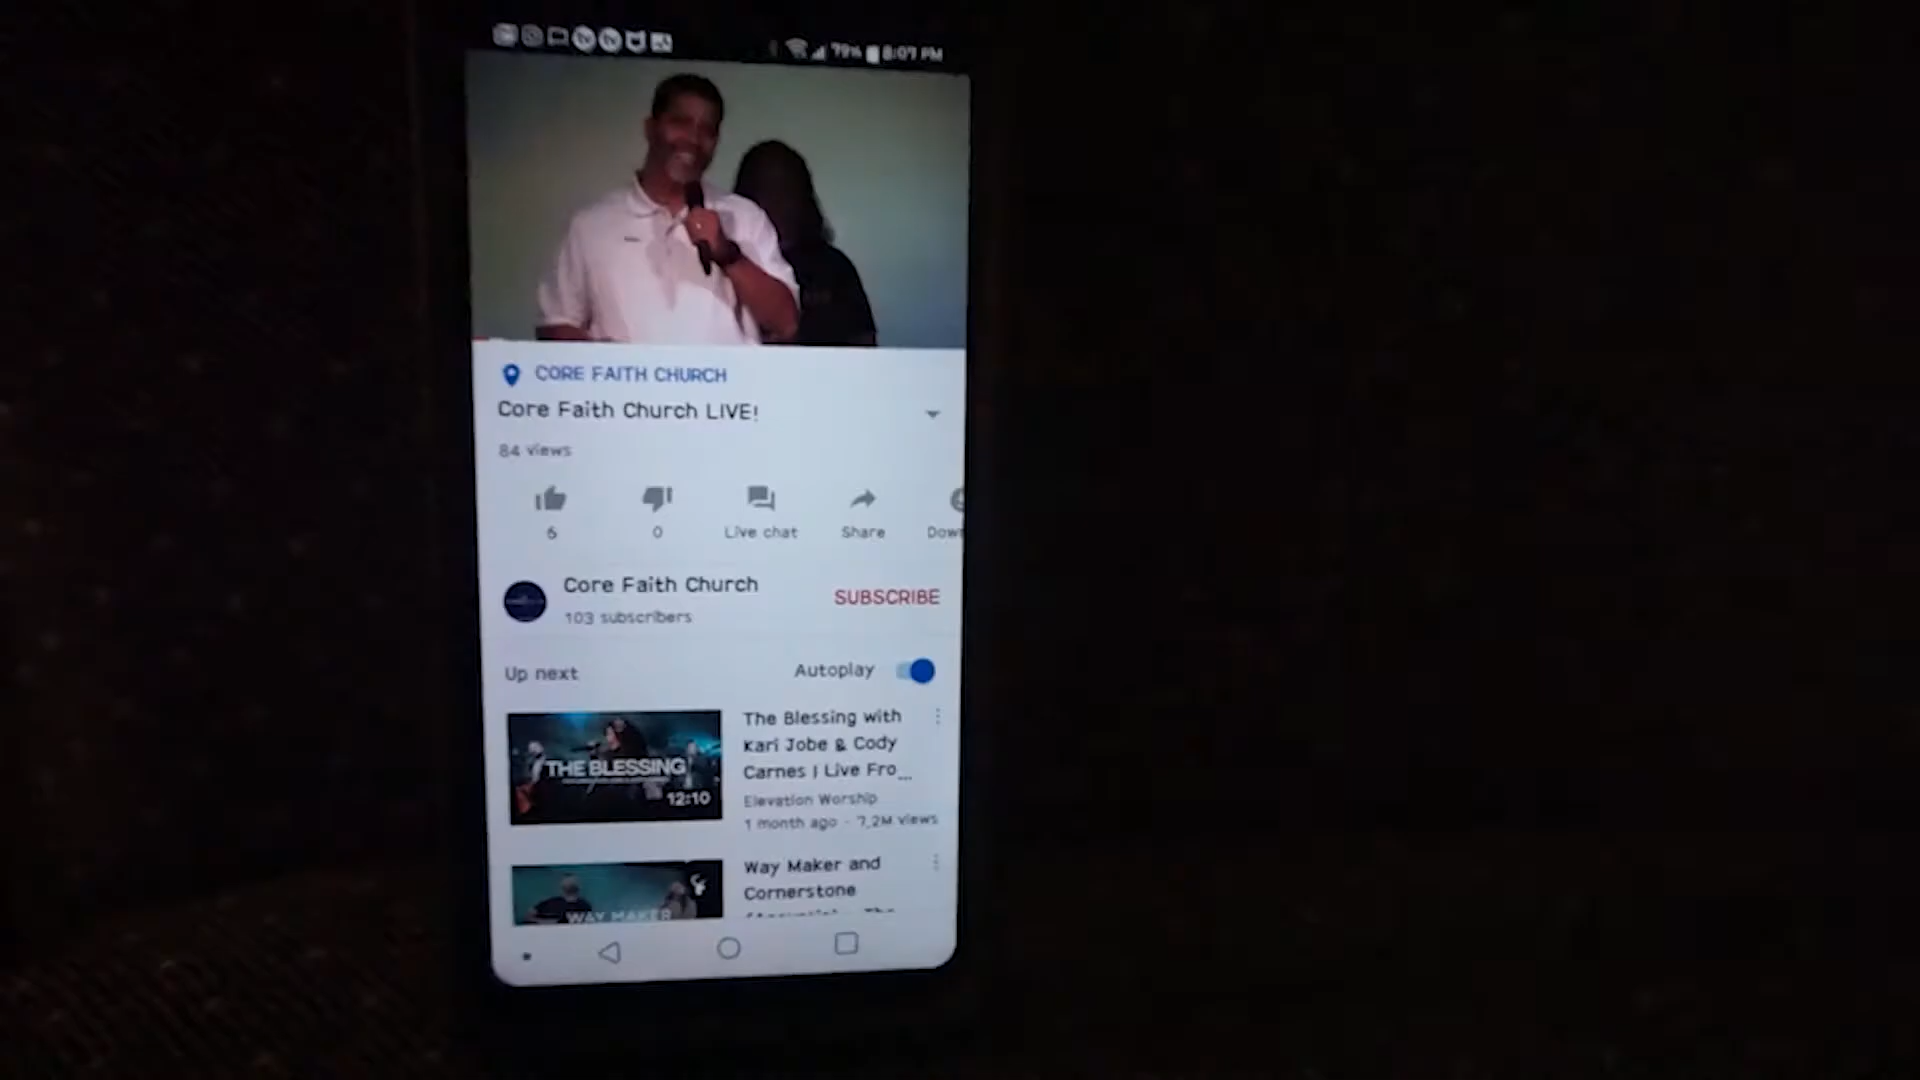 79% 8:07 PM
CORE FAITH CHURCH
Core Faith Church LIVE!
84 views
6
0
Live chat
Share
Dow
Core Faith Church
103 subscribers
SUBSCRIBE
Up next
Autoplay
THE BLESSING
12:10
The Blessing with
Kari Jobe & Cody
Carnes | Live Fro...
Elevation Worship
1 month ago - 7.2M views
WAY MAKER
Way Maker and
Cornerstone